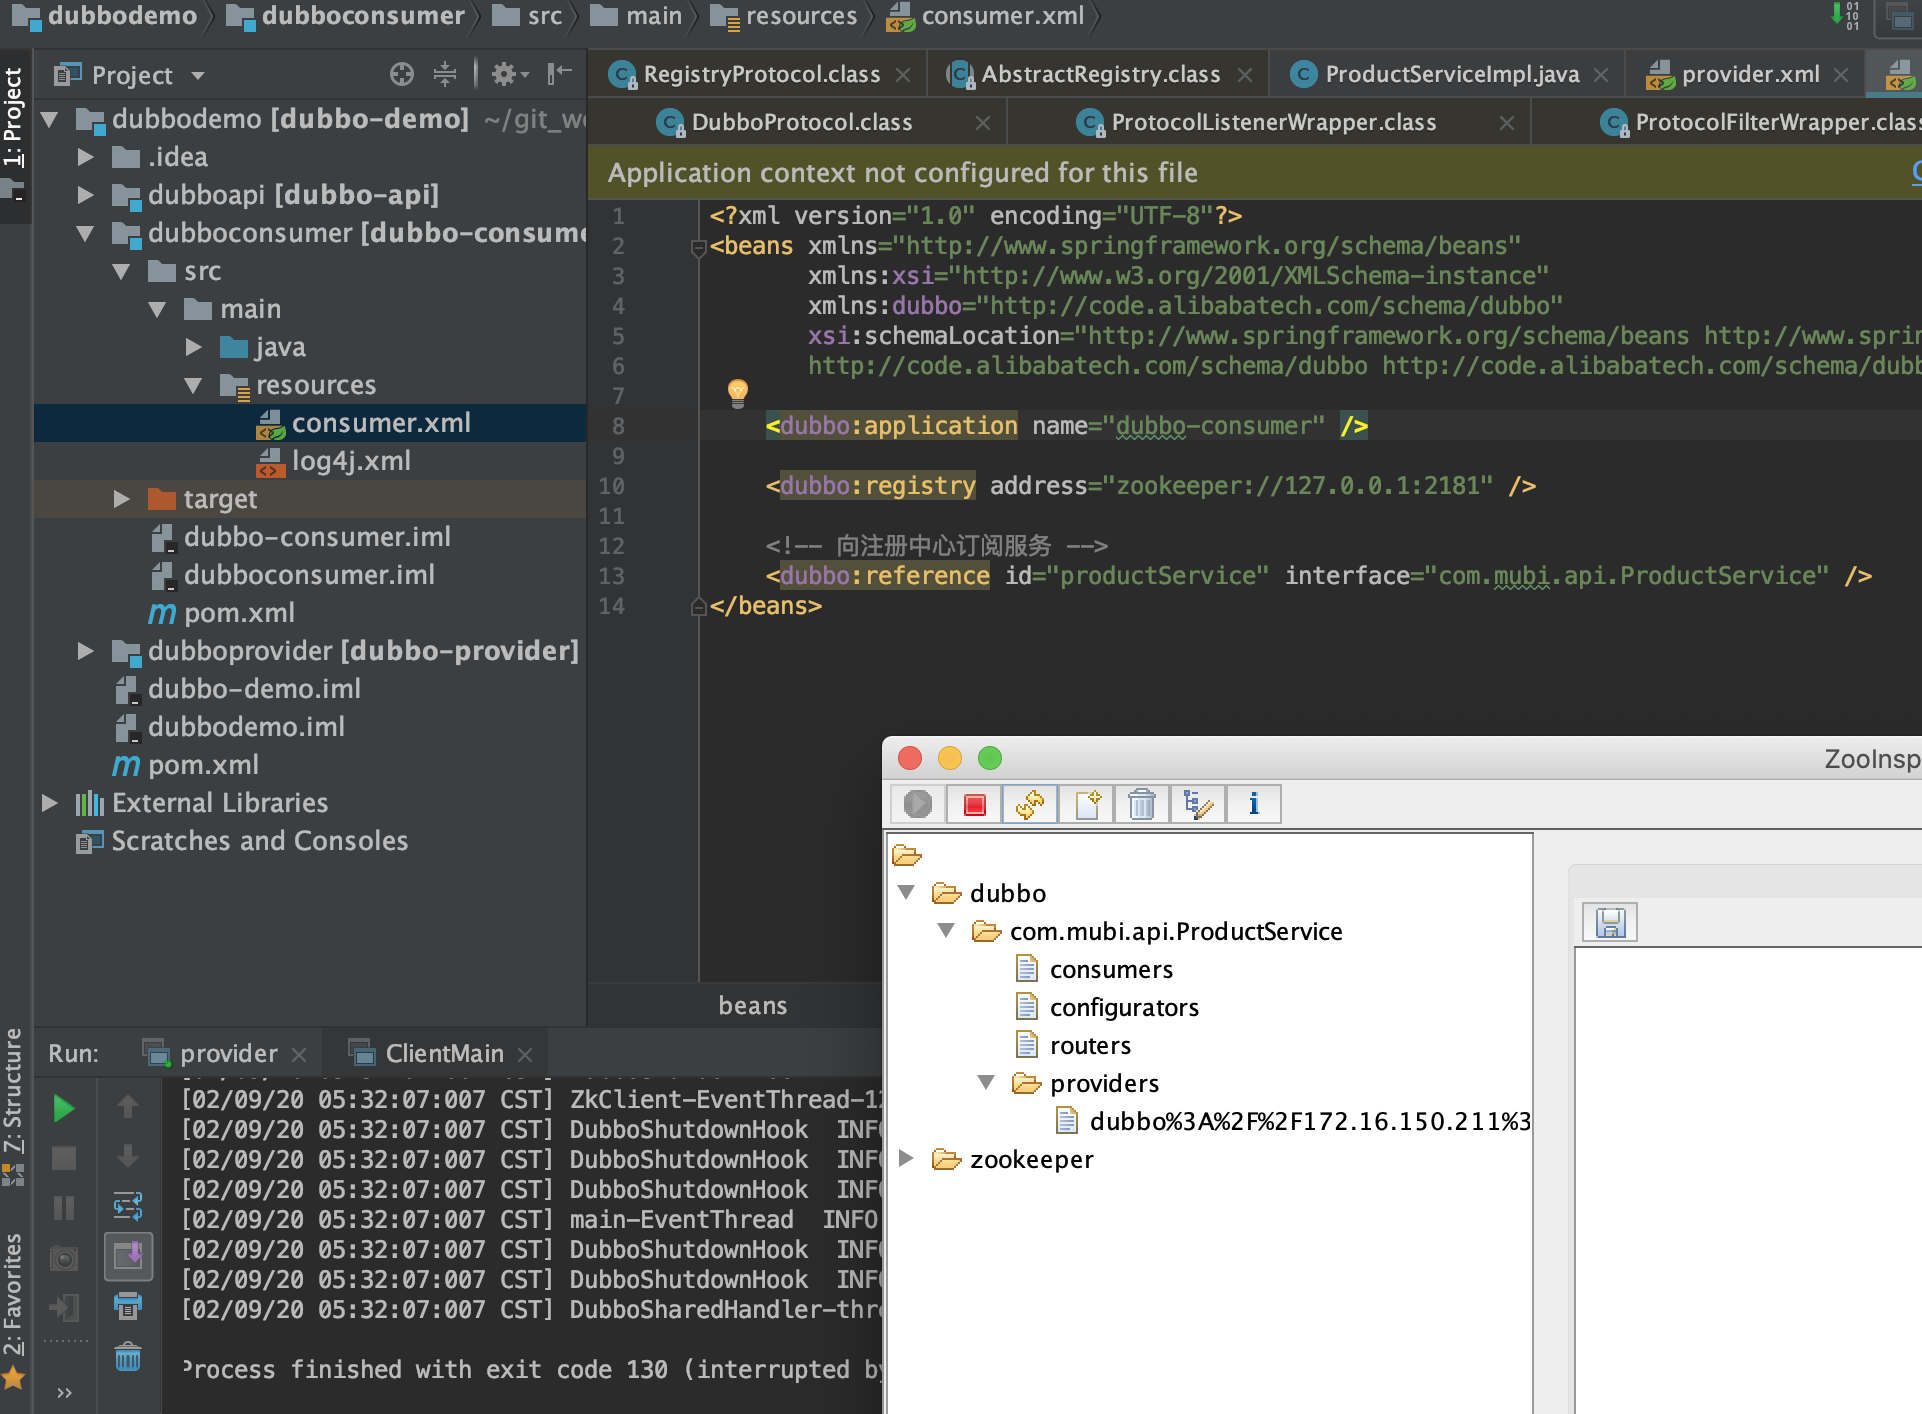 dubbodemo dubboconsumer src main resources consumer.xml
1: Project
Project
RegistryProtocol.class AbstractRegistry.class ProductServiceImpl.java provider.xml
DubboProtocol.class ProtocolListenerWrapper.class ProtocolFilterWrapper.class
dubbodemo [dubbo-demo] ~/git_w
.idea
dubboapi [dubbo-api]
dubboconsumer [dubbo-consume
src
main
java
resources
consumer.xml
log4j.xml
target
dubbo-consumer.iml
dubboconsumer.iml
pom.xml
dubboprovider [dubbo-provider]
dubbo-demo.iml
dubbodemo.iml
pom.xml
External Libraries
Scratches and Consoles
Application context not configured for this file
1 <?xml version="1.0" encoding="UTF-8"?>
2 <beans xmlns="http://www.springframework.org/schema/beans"
3 xmlns:xsi="http://www.w3.org/2001/XMLSchema-instance"
4 xmlns:dubbo="http://code.alibabatech.com/schema/dubbo"
5 xsi:schemaLocation="http://www.springframework.org/schema/beans http://www.sprin
6 http://code.alibabatech.com/schema/dubbo http://code.alibabatech.com/schema/dubb
7
8 <dubbo:application name="dubbo-consumer" />
9
10 <dubbo:registry address="zookeeper://127.0.0.1:2181" />
11
12 <!-- 向注册中心订阅服务 -->
13 <dubbo:reference id="productService" interface="com.mubi.api.ProductService" />
14 </beans>
beans
ZooInsp
dubbo
com.mubi.api.ProductService
consumers
configurators
routers
providers
dubbo%3A%2F%2F172.16.150.211%3
zookeeper
Z: Structure
2: Favorites
Run: provider ClientMain
[02/09/20 05:32:07:007 CST] ZkClient-EventThread-12
[02/09/20 05:32:07:007 CST] DubboShutdownHook INFO
[02/09/20 05:32:07:007 CST] DubboShutdownHook INFO
[02/09/20 05:32:07:007 CST] DubboShutdownHook INFO
[02/09/20 05:32:07:007 CST] main-EventThread INFO
[02/09/20 05:32:07:007 CST] DubboShutdownHook INFO
[02/09/20 05:32:07:007 CST] DubboShutdownHook INFO
[02/09/20 05:32:07:007 CST] DubboSharedHandler-thre
Process finished with exit code 130 (interrupted by